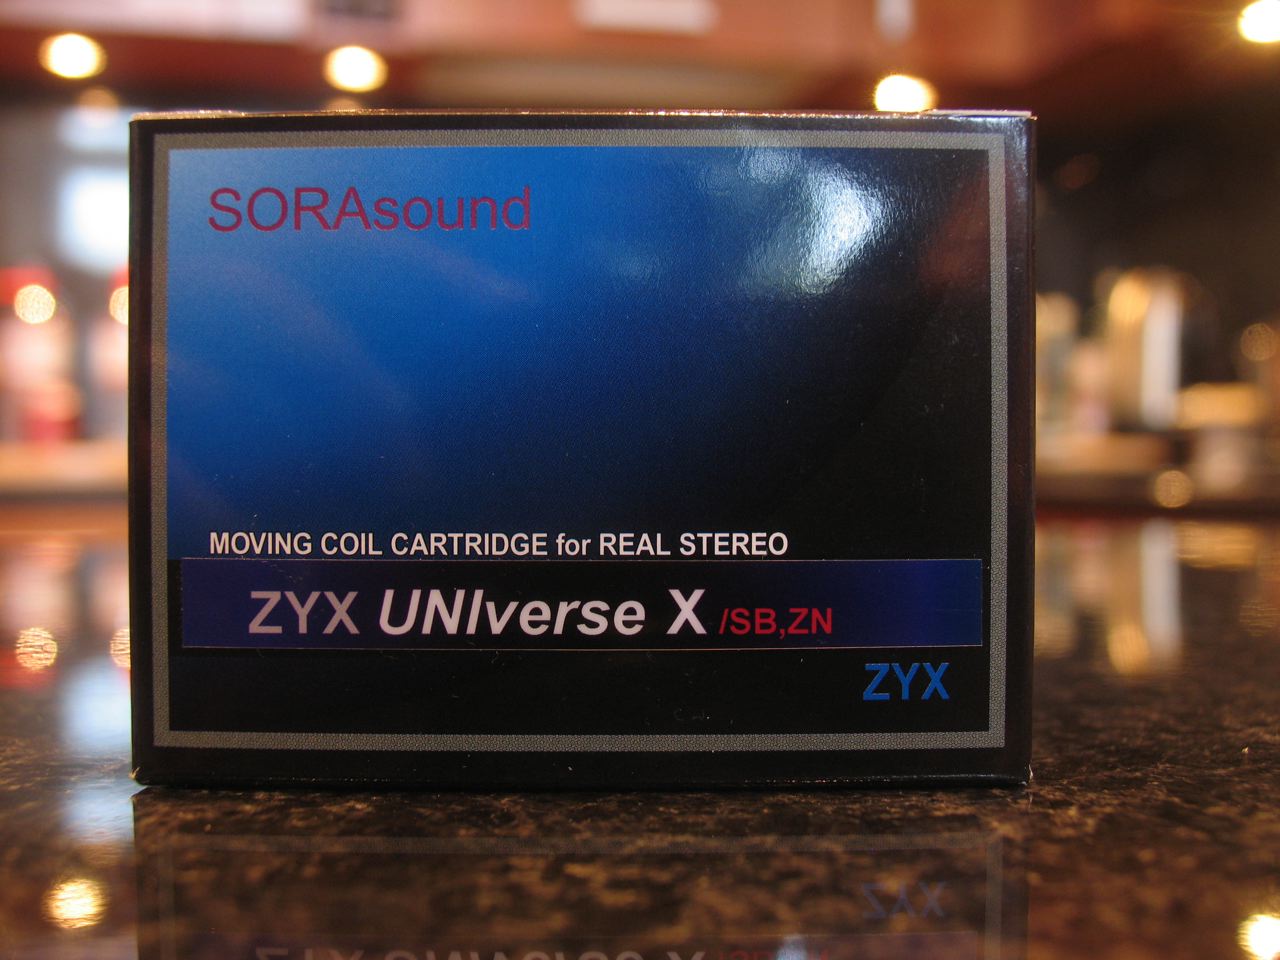 SORAsound
MOVING COIL CARTRIDGE for REAL STEREO
ZYX UNIverse X /SB,ZN
ZYX